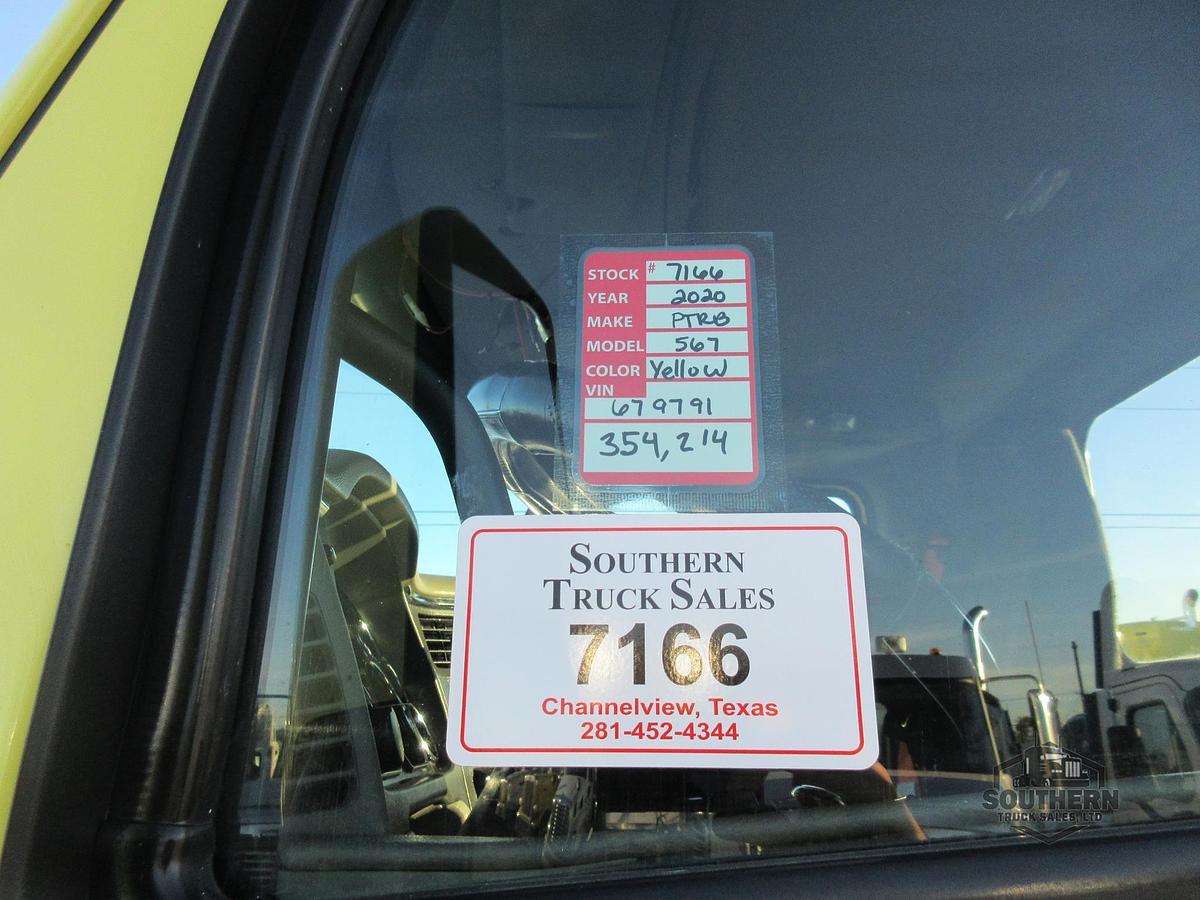 STOCK # 7166
YEAR 2020
MAKE PTRB
MODEL 567
COLOR Yellow
VIN
679791
354,214
SOUTHERN
TRUCK SALES
7166
Channelview, Texas
281-452-4344
SOUTHERN
TRUCK SALES, LTD